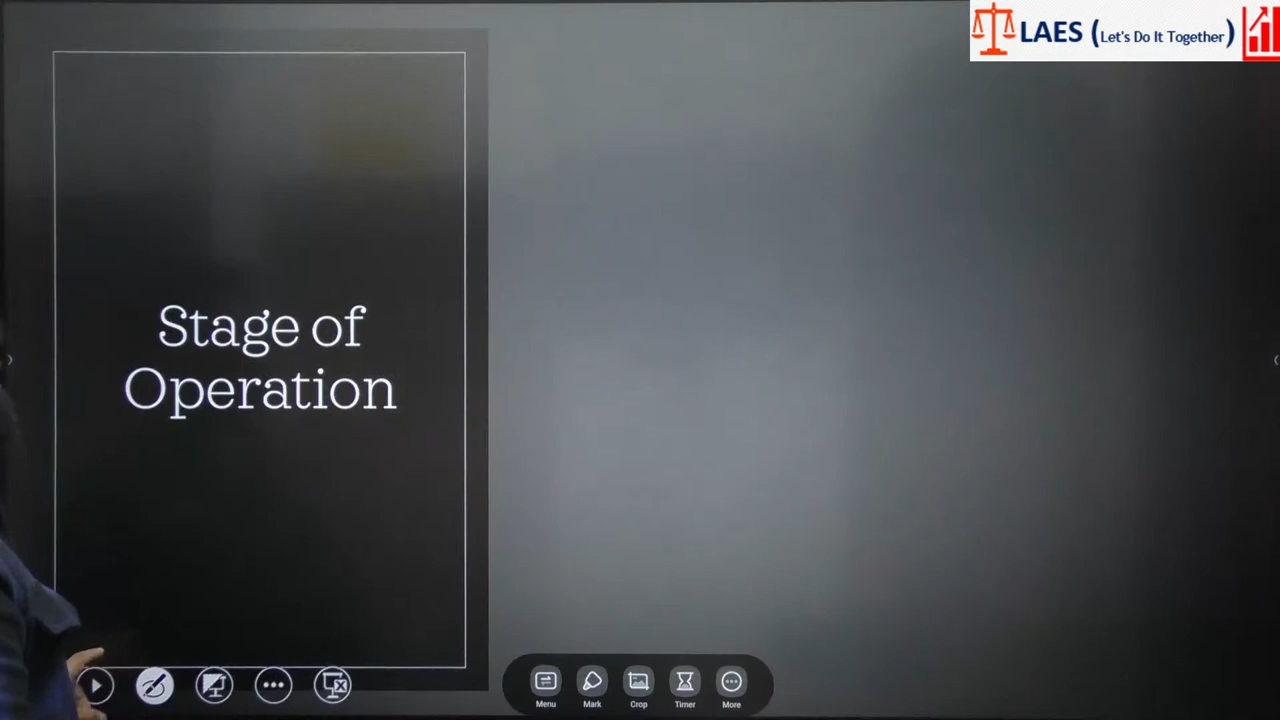 LAES (Let's Do It Together)
Stage of
Operation
Menu
Mark
Crop
Timer
More